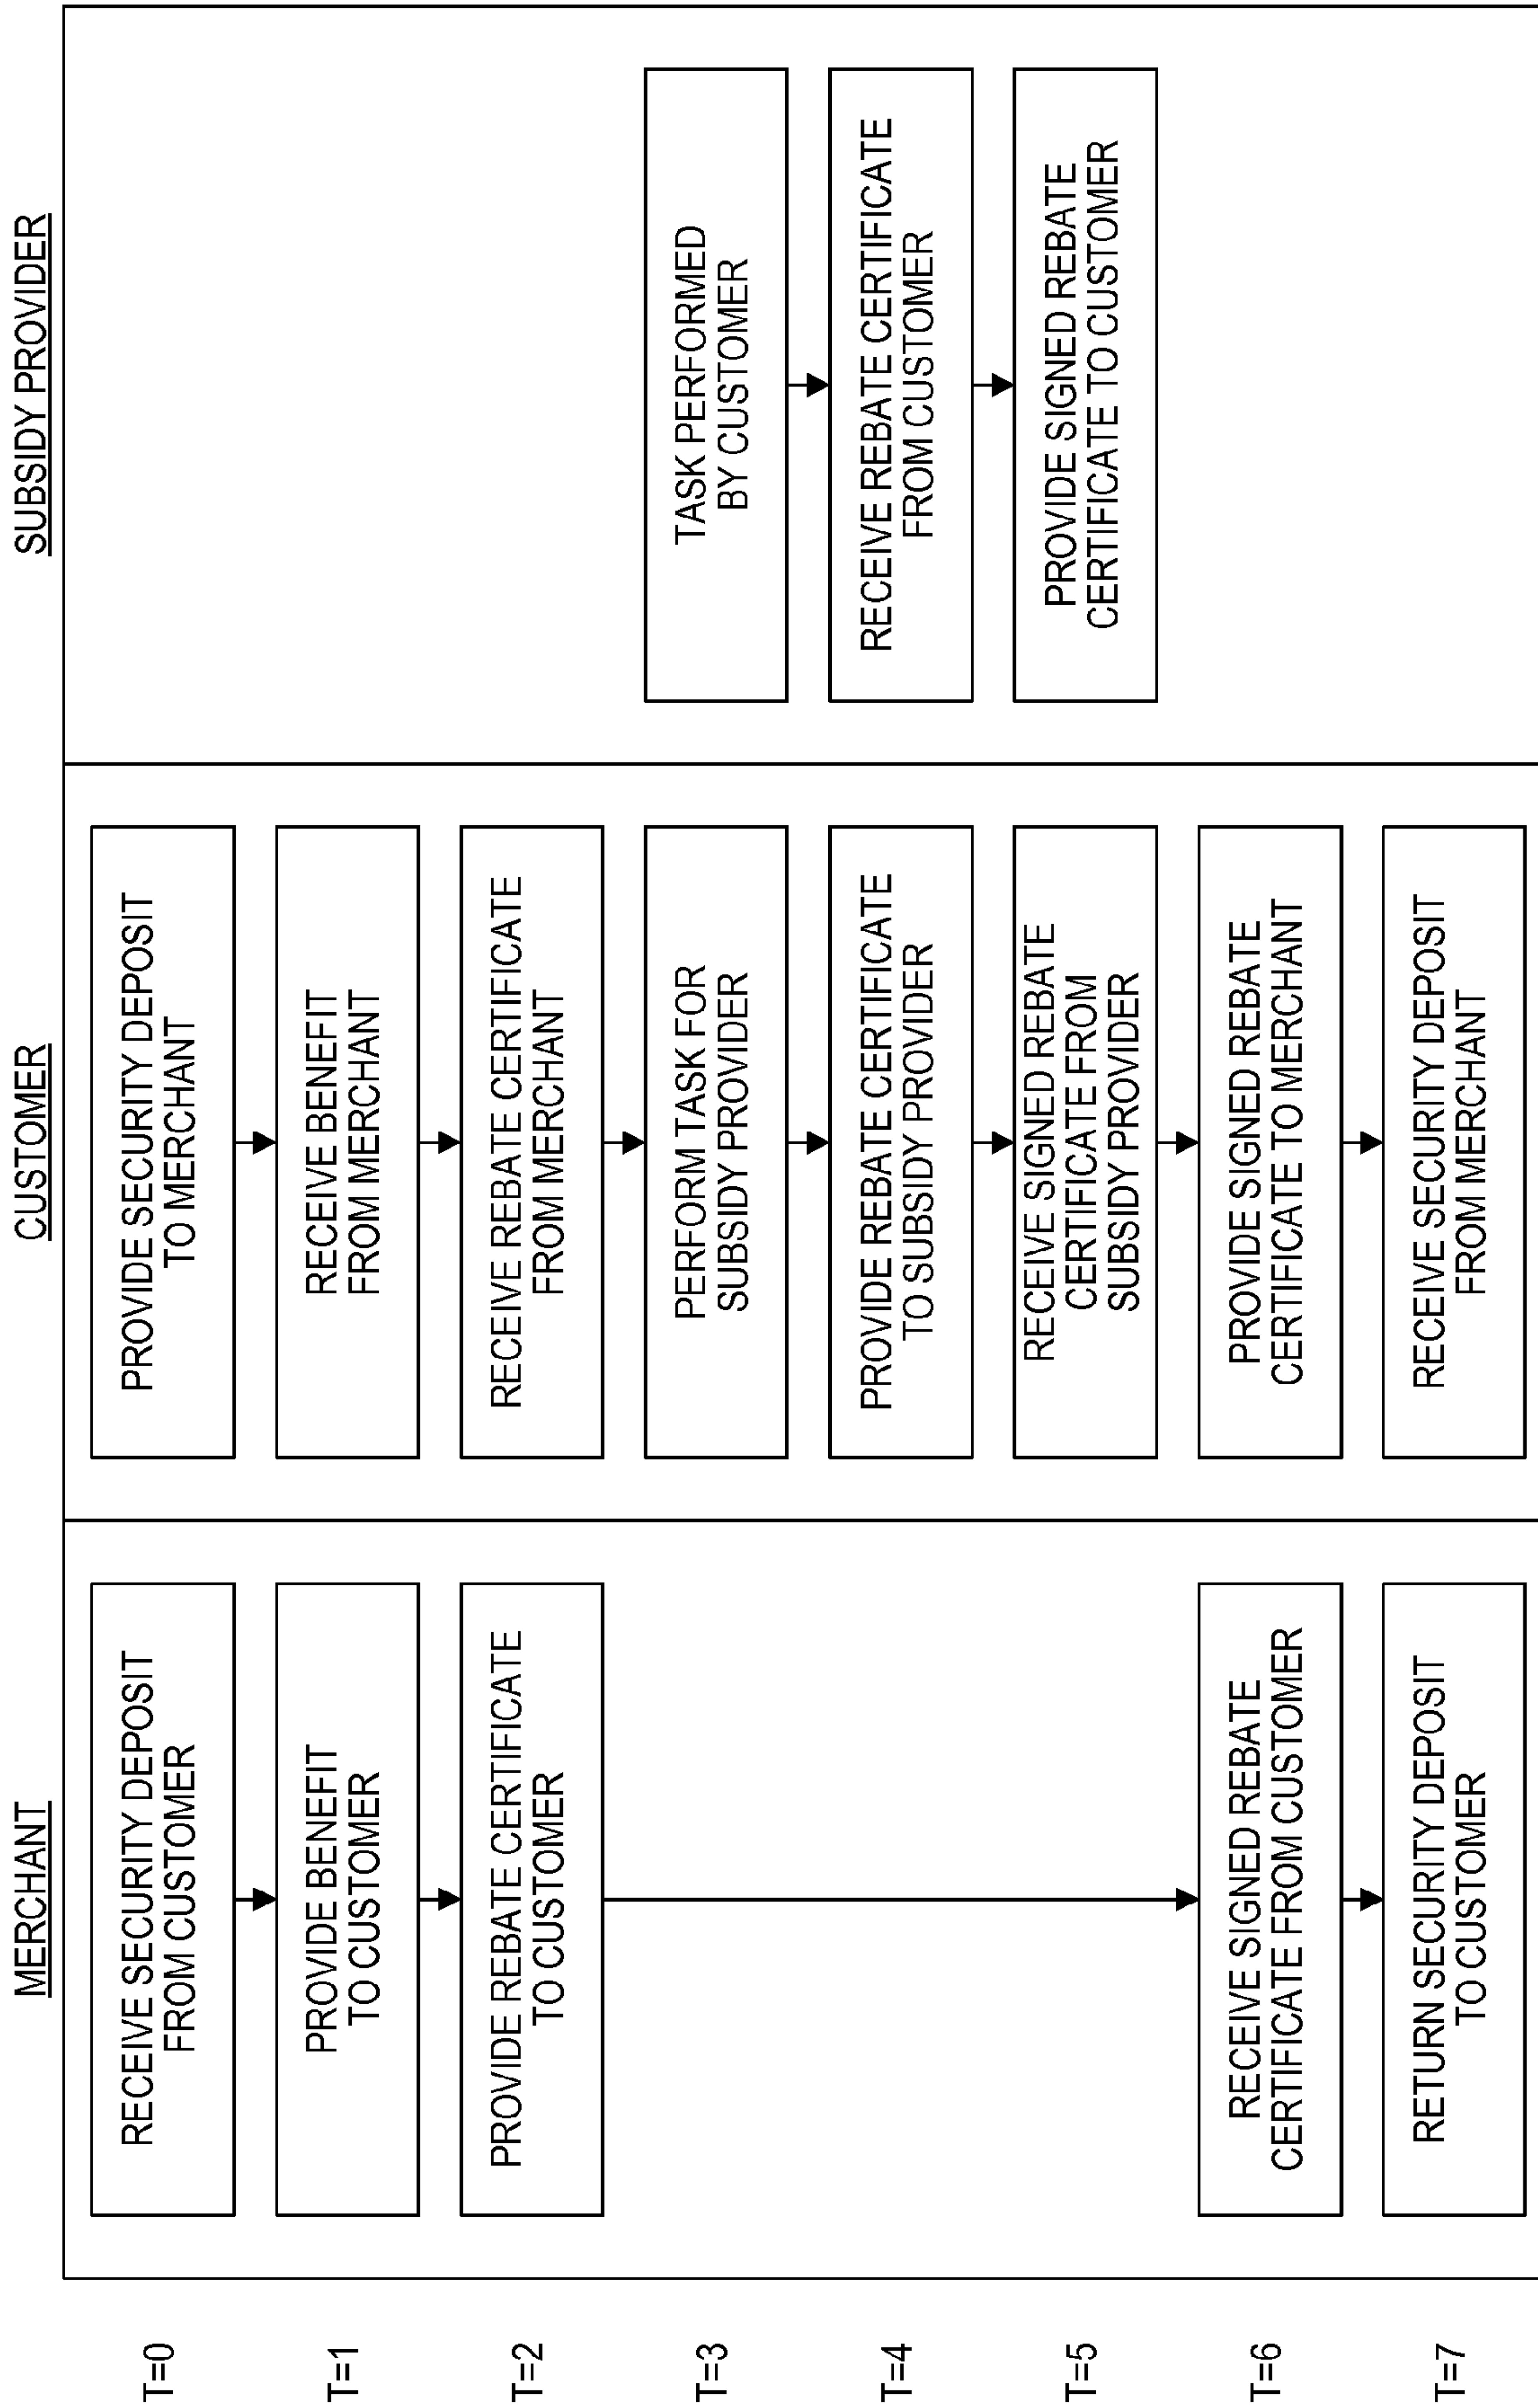 MERCHANT
CUSTOMER
SUBSIDY PROVIDER
T=0
RECEIVE SECURITY DEPOSIT
FROM CUSTOMER
PROVIDE SECURITY DEPOSIT
TO MERCHANT
T=1
PROVIDE BENEFIT
TO CUSTOMER
RECEIVE BENEFIT
FROM MERCHANT
T=2
PROVIDE REBATE CERTIFICATE
TO CUSTOMER
RECEIVE REBATE CERTIFICATE
FROM MERCHANT
T=3
PERFORM TASK FOR
SUBSIDY PROVIDER
TASK PERFORMED
BY CUSTOMER
T=4
PROVIDE REBATE CERTIFICATE
TO SUBSIDY PROVIDER
RECEIVE REBATE CERTIFICATE
FROM CUSTOMER
T=5
RECEIVE SIGNED REBATE
CERTIFICATE FROM
SUBSIDY PROVIDER
PROVIDE SIGNED REBATE
CERTIFICATE TO CUSTOMER
T=6
RECEIVE SIGNED REBATE
CERTIFICATE FROM CUSTOMER
PROVIDE SIGNED REBATE
CERTIFICATE TO MERCHANT
T=7
RETURN SECURITY DEPOSIT
TO CUSTOMER
RECEIVE SECURITY DEPOSIT
FROM MERCHANT